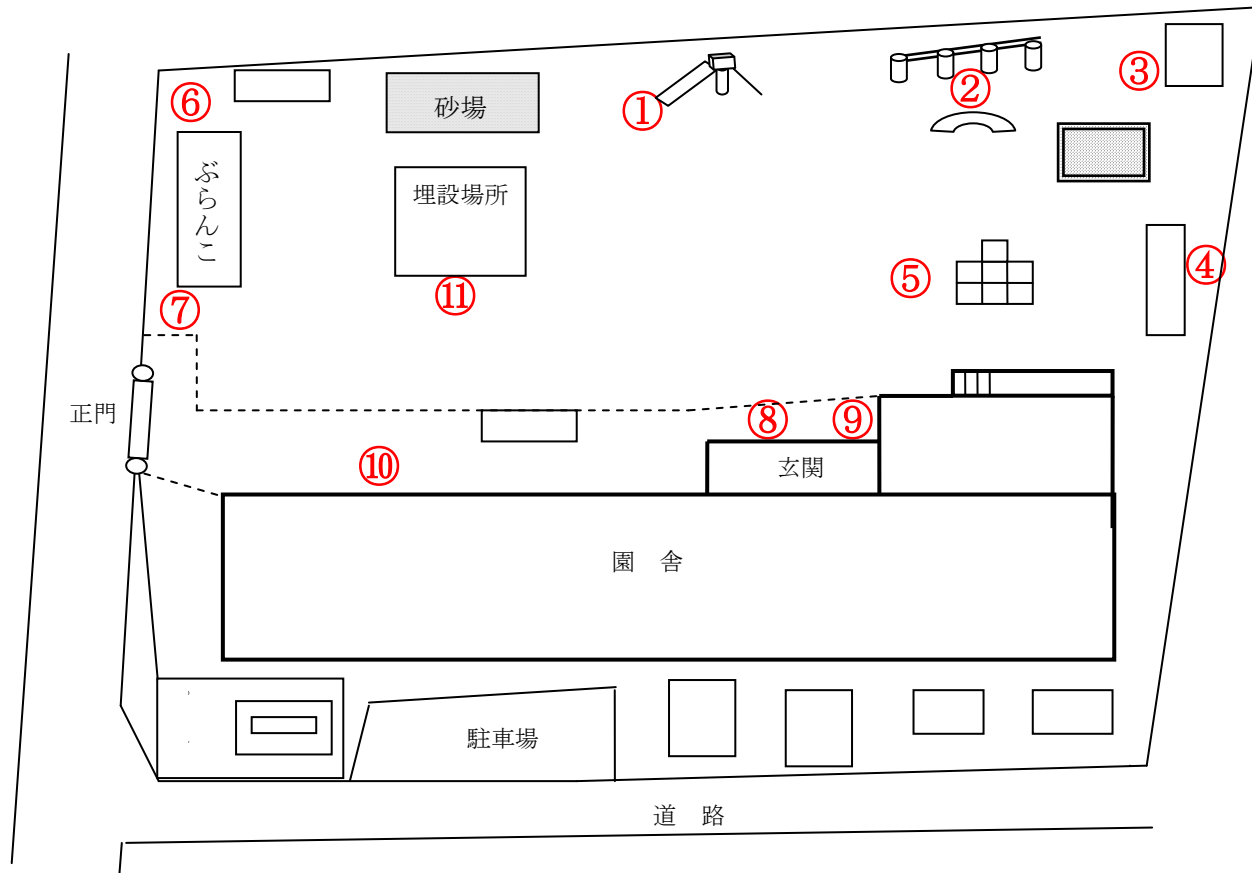 ③
②
⑥
砂場
①
ぶらんこ
埋設場所
④
⑤
⑪
⑦
正門
⑧
⑨
⑩
玄関
園 舎
駐車場
道 路